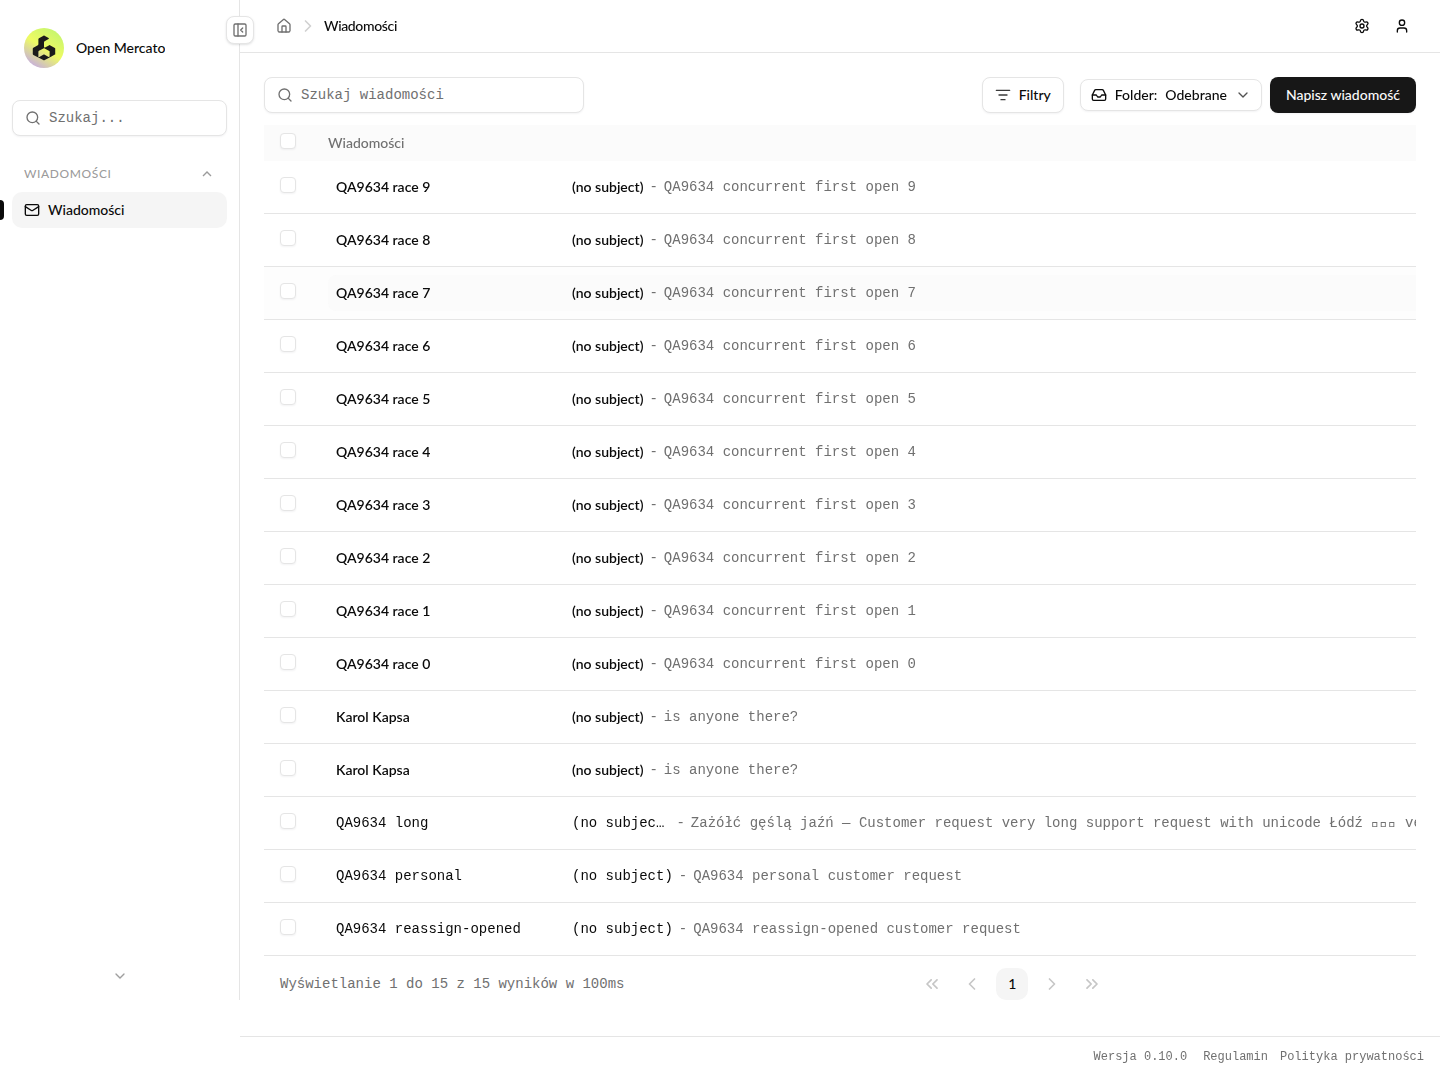 Open Mercato
Wiadomości
Szukaj...
Szukaj wiadomości
Filtry
Folder: Odebrane
Napisz wiadomość
WIADOMOŚCI
Wiadomości
Wiadomości
QA9634 race 9 (no subject) - QA9634 concurrent first open 9
QA9634 race 8 (no subject) - QA9634 concurrent first open 8
QA9634 race 7 (no subject) - QA9634 concurrent first open 7
QA9634 race 6 (no subject) - QA9634 concurrent first open 6
QA9634 race 5 (no subject) - QA9634 concurrent first open 5
QA9634 race 4 (no subject) - QA9634 concurrent first open 4
QA9634 race 3 (no subject) - QA9634 concurrent first open 3
QA9634 race 2 (no subject) - QA9634 concurrent first open 2
QA9634 race 1 (no subject) - QA9634 concurrent first open 1
QA9634 race 0 (no subject) - QA9634 concurrent first open 0
Karol Kapsa (no subject) - is anyone there?
Karol Kapsa (no subject) - is anyone there?
QA9634 long (no subjec… - Zażółć gęślą jaźń — Customer request very long support request with unicode Łódź
QA9634 personal (no subject) - QA9634 personal customer request
QA9634 reassign-opened (no subject) - QA9634 reassign-opened customer request
Wyświetlanie 1 do 15 z 15 wyników w 100ms
1
Wersja 0.10.0 Regulamin Polityka prywatności